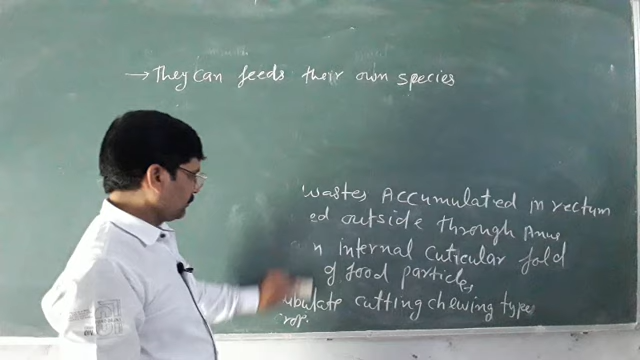 → They can feeds their own species
wastes Accumulated in rectum
ed outside through Anus
n internal cuticular fold
of food particles,
cutting chewing type